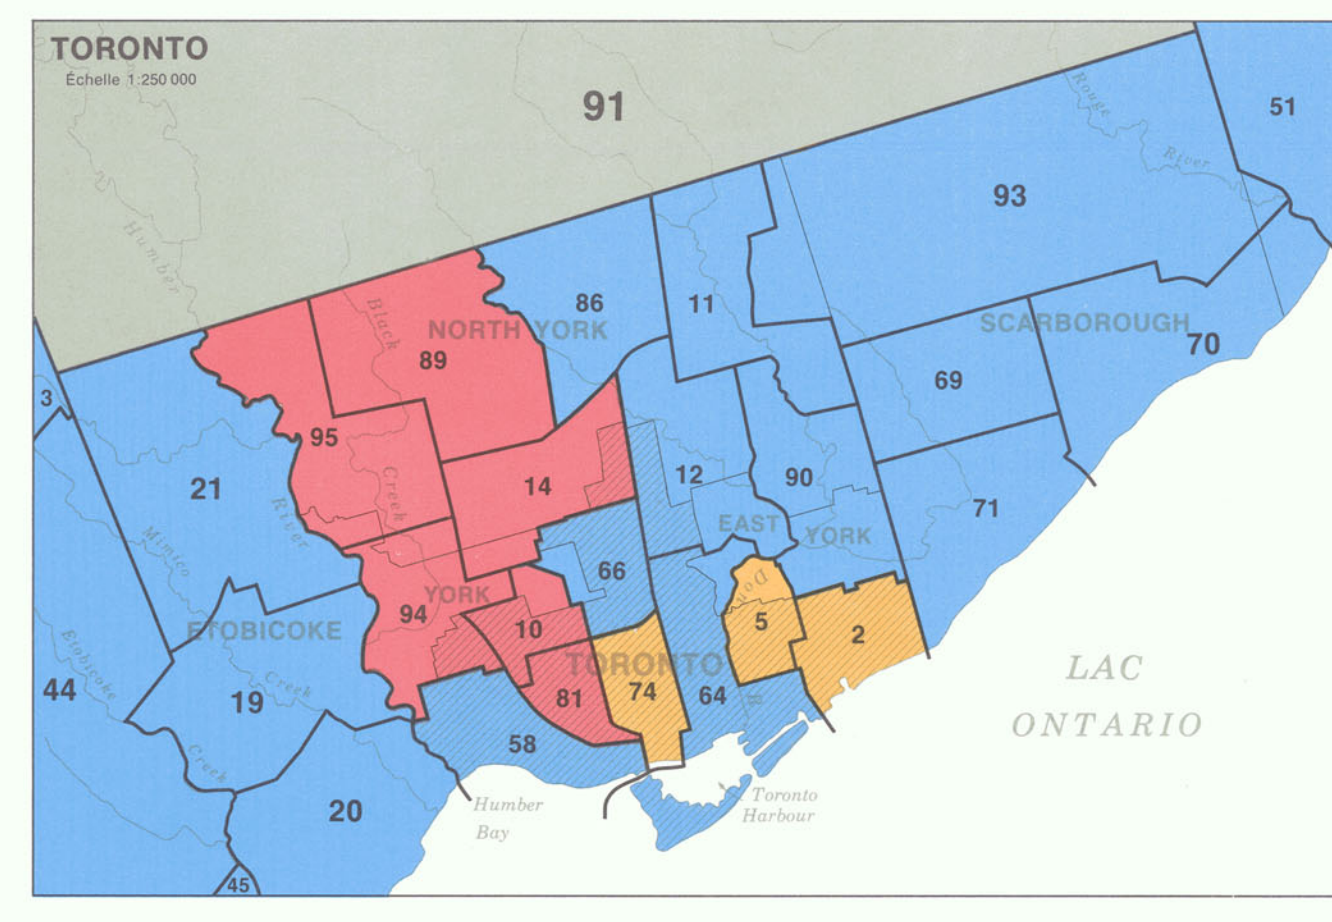 TORONTO
Échelle 1:250 000
91
51
Rouge
River
93
Humber
86
11
Black
NORTH YORK
SCARBOROUGH
70
89
69
3
95
14
12
90
21
Creek
River
71
EAST
YORK
Mimico
66
Don
YORK
94
10
5
2
ETOBICOKE
TORONTO
Etobicoke
LAC
ONTARIO
44
19
Creek
81
74
64
R
58
Creek
20
Humber
Bay
Toronto
Harbour
45